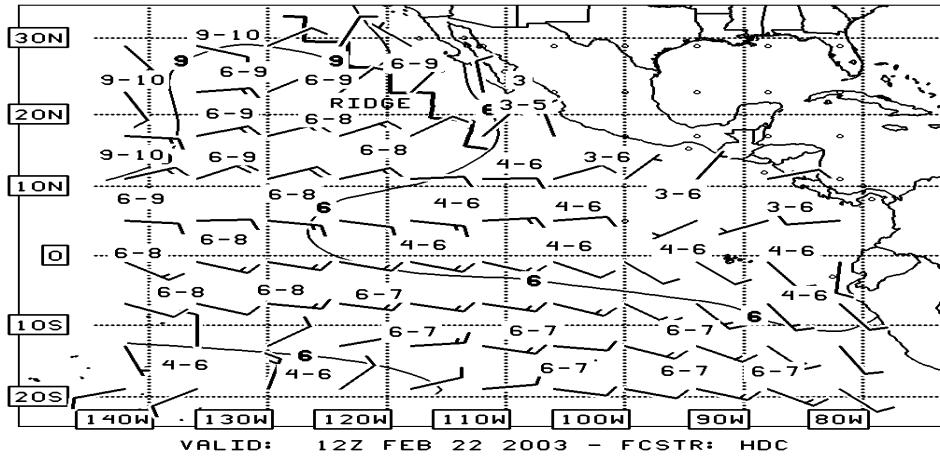 30N
9-10 9 9
9-10 6-9 6-9 6-9 3
RIDGE 6 3-5
20N 6-9 6-8
9-10 6-9 6-8 4-6 3-6
10N
6-9 6-8 6 4-6 4-6 3-6 3-6
6-8 4-6 4-6 4-6 4-6
0 6-8
6-8 6-8 6-7 6 4-6
6
10S 6-7 6-7 6-7
4-6 6 4-6 6-7 6-7 6-7
20S
140W 130W 120W 110W 100W 90W 80W
VALID: 12Z FEB 22 2003 - FCSTR: HDC